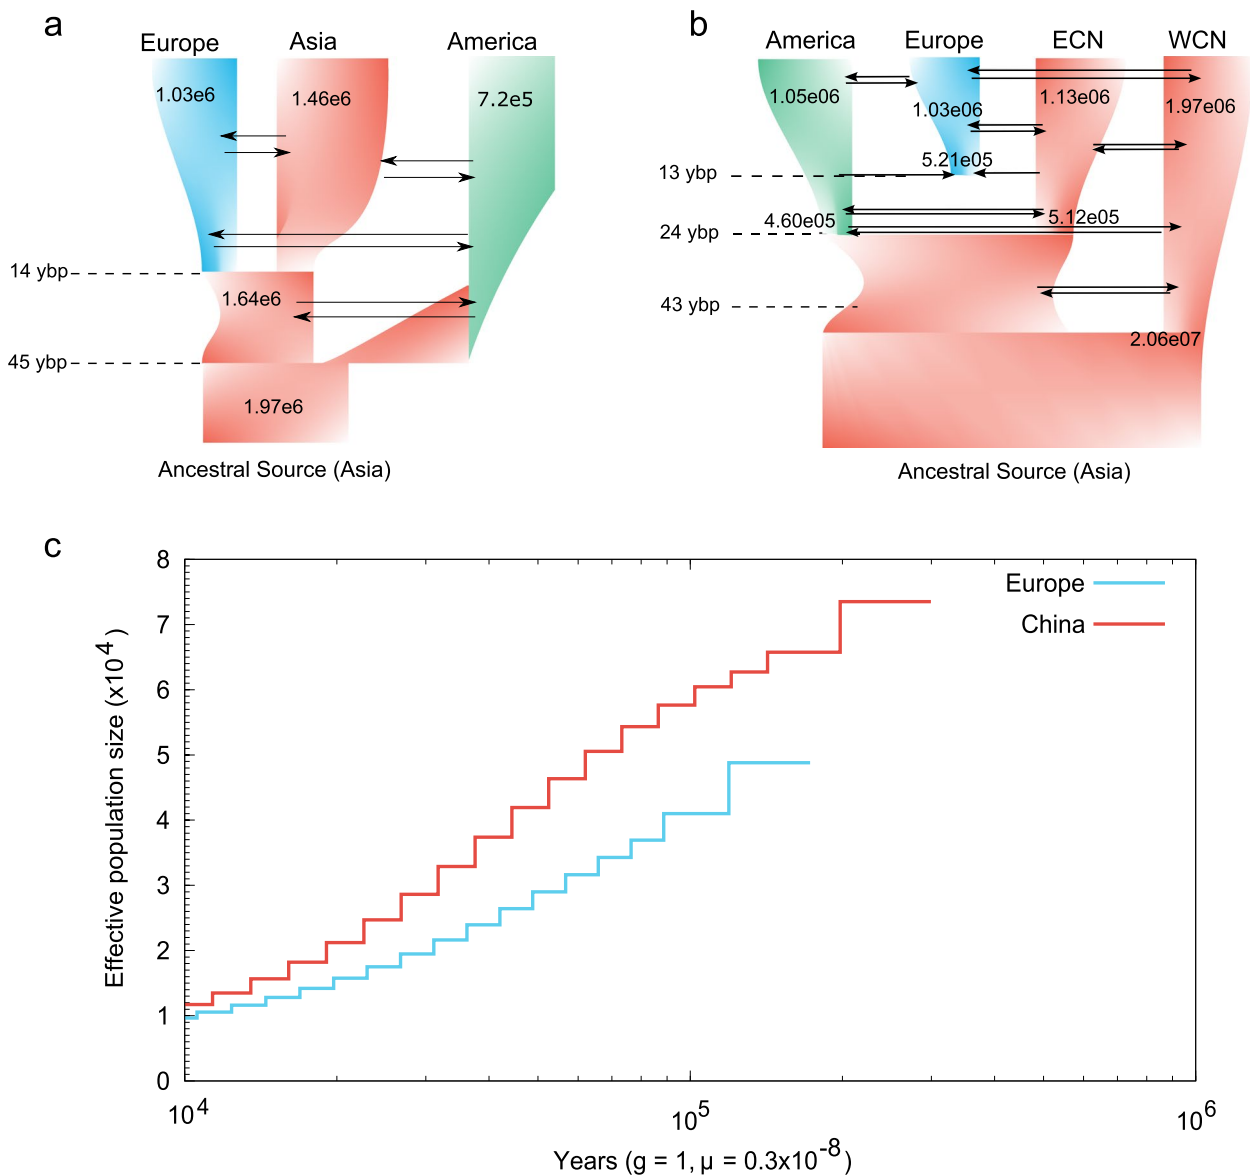 a
Europe
Asia
America
1.03e6
1.46e6
7.2e5
14 ybp
1.64e6
45 ybp
1.97e6
Ancestral Source (Asia)
b
America
Europe
ECN
WCN
1.05e06
1.03e06
1.13e06
1.97e06
5.21e05
13 ybp
4.60e05
5.12e05
24 ybp
43 ybp
2.06e07
Ancestral Source (Asia)
c
Effective population size (x10⁴)
8
7
6
5
4
3
2
1
0
Europe
China
10⁴
10⁵
10⁶
Years (g = 1, μ = 0.3x10⁻⁸)